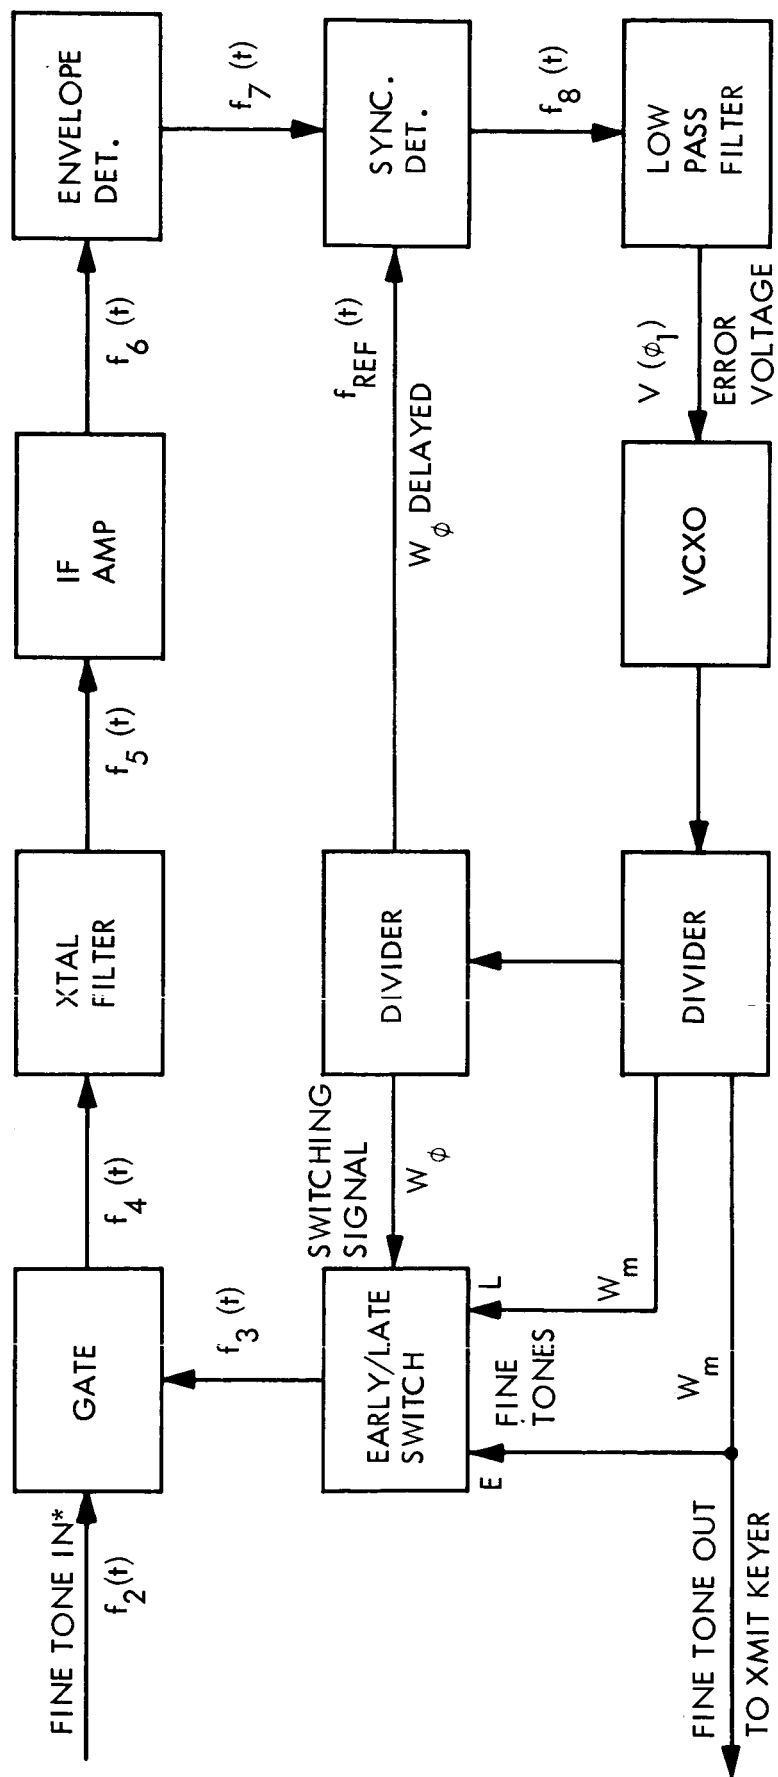 FINE TONE IN*
f2(t)
GATE
f4 (t)
XTAL
FILTER
f5 (t)
IF
AMP
f6 (t)
ENVELOPE
DET.
f3 (t)
f7 (t)
EARLY/LATE
SWITCH
SWITCHING
SIGNAL
Wϕ
DIVIDER
fREF (t)
Wϕ DELAYED
SYNC.
DET.
E
FINE
TONES
L
Wm
f8 (t)
Wm
DIVIDER
VCXO
V (ϕ1)
ERROR
VOLTAGE
LOW
PASS
FILTER
FINE TONE OUT
TO XMIT KEYER